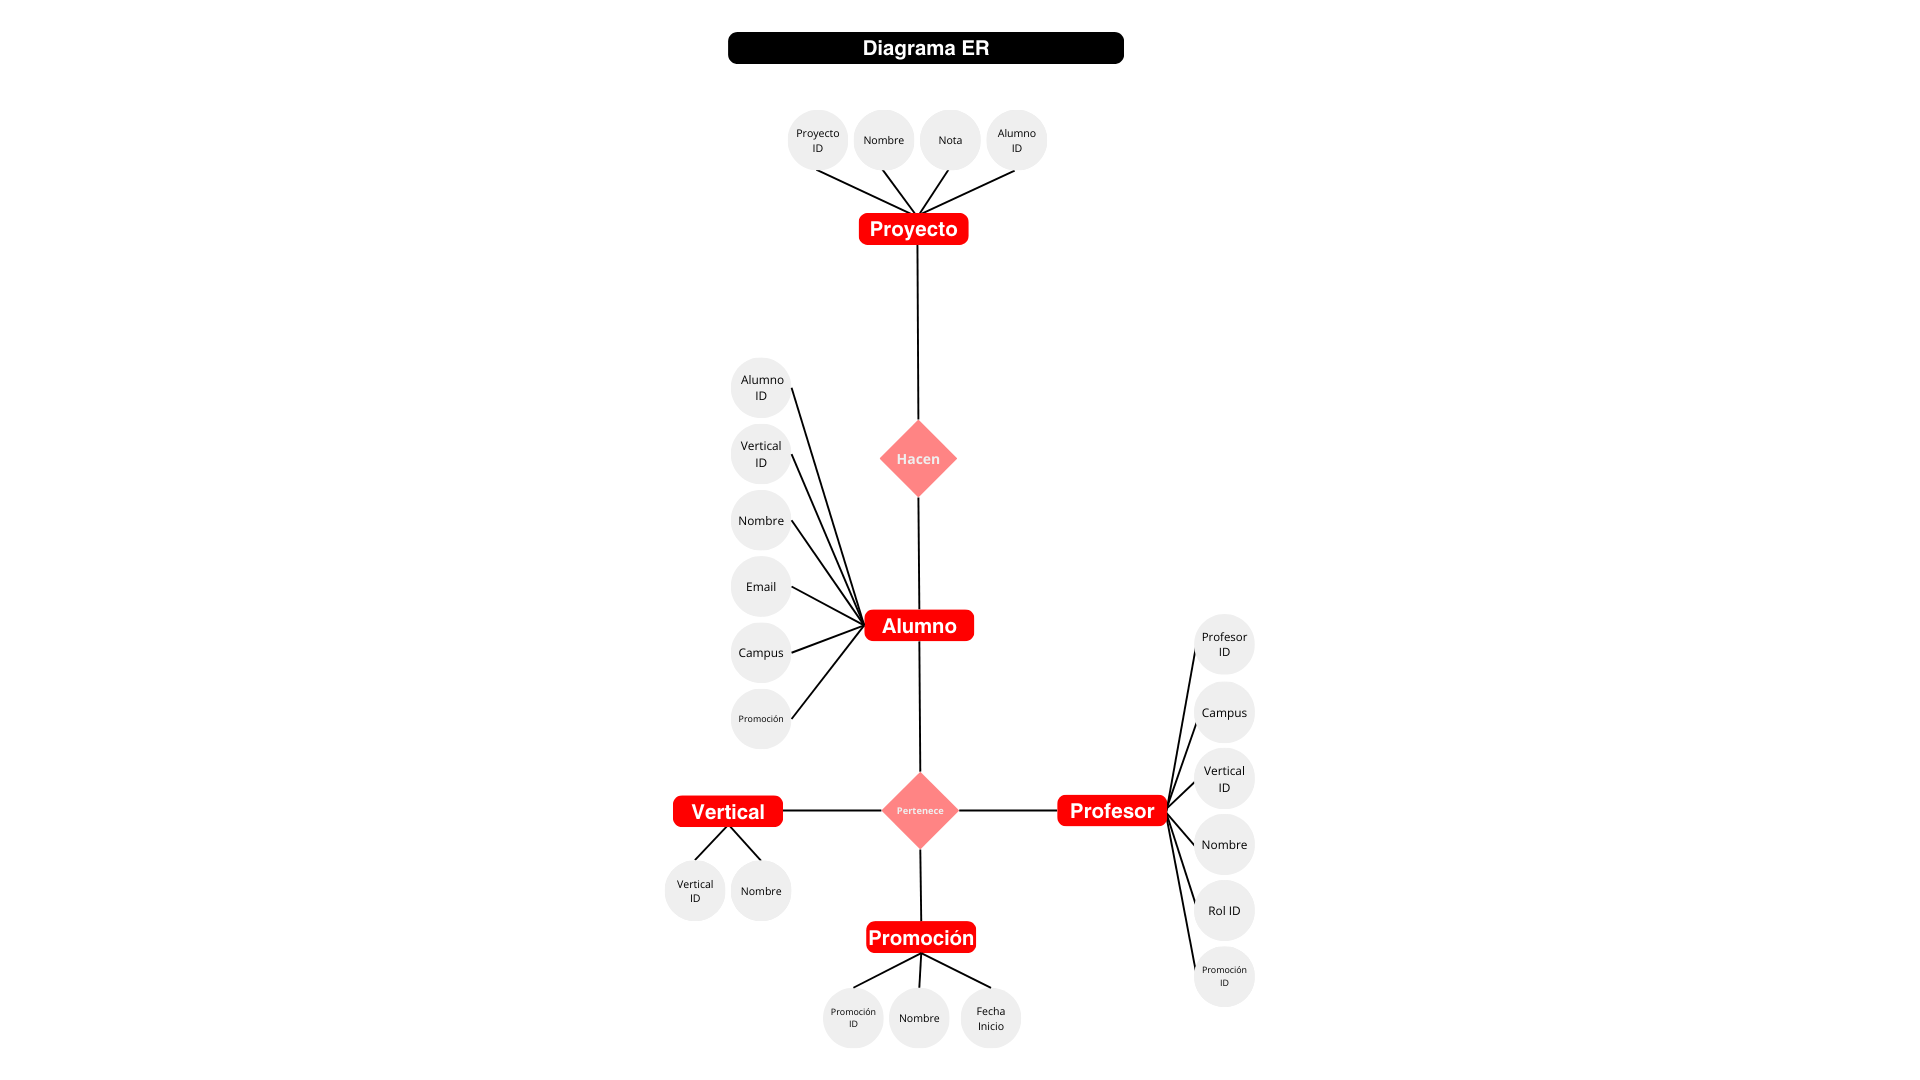 Diagrama ER
Proyecto
ID
Nombre
Nota
Alumno
ID
Proyecto
Alumno
ID
Vertical
ID
Hacen
Nombre
Email
Alumno
Campus
Promoción
Profesor
ID
Campus
Vertical
ID
Vertical
Pertenece
Profesor
Nombre
Vertical
ID
Nombre
Rol ID
Promoción
Promoción
ID
Promoción
ID
Nombre
Fecha
Inicio